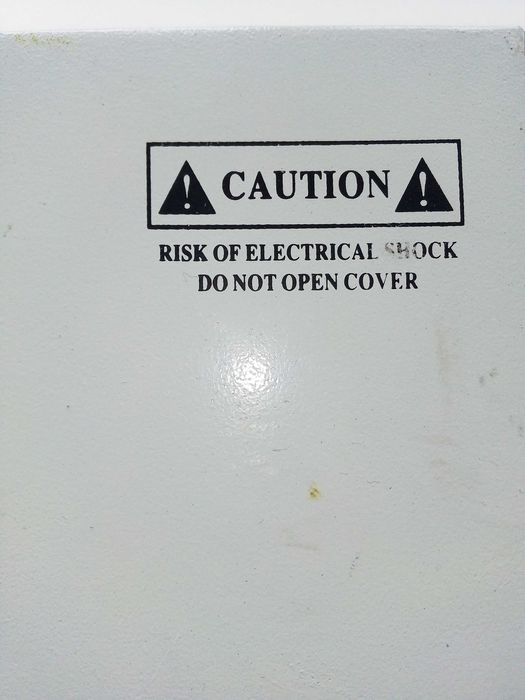 CAUTION
RISK OF ELECTRICAL SHOCK
DO NOT OPEN COVER